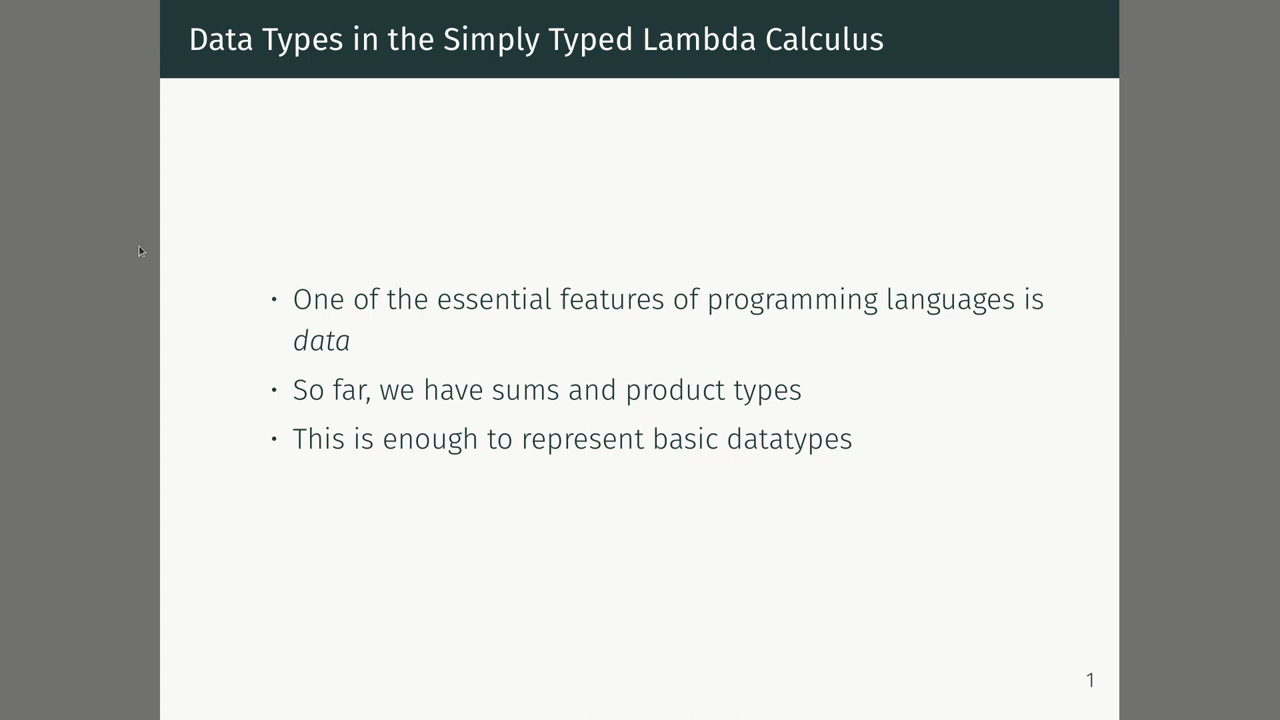 Data Types in the Simply Typed Lambda Calculus
• One of the essential features of programming languages is
data
• So far, we have sums and product types
• This is enough to represent basic datatypes
1